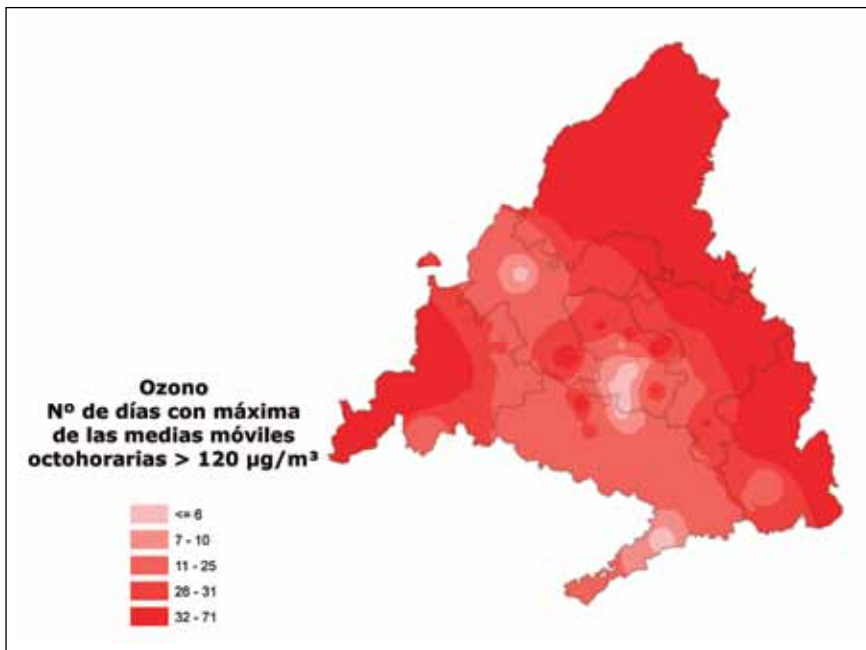 Ozono
Nº de días con máxima
de las medias móviles
octohorarias > 120 µg/m³
<= 6
7 - 10
11 - 25
26 - 31
32 - 71